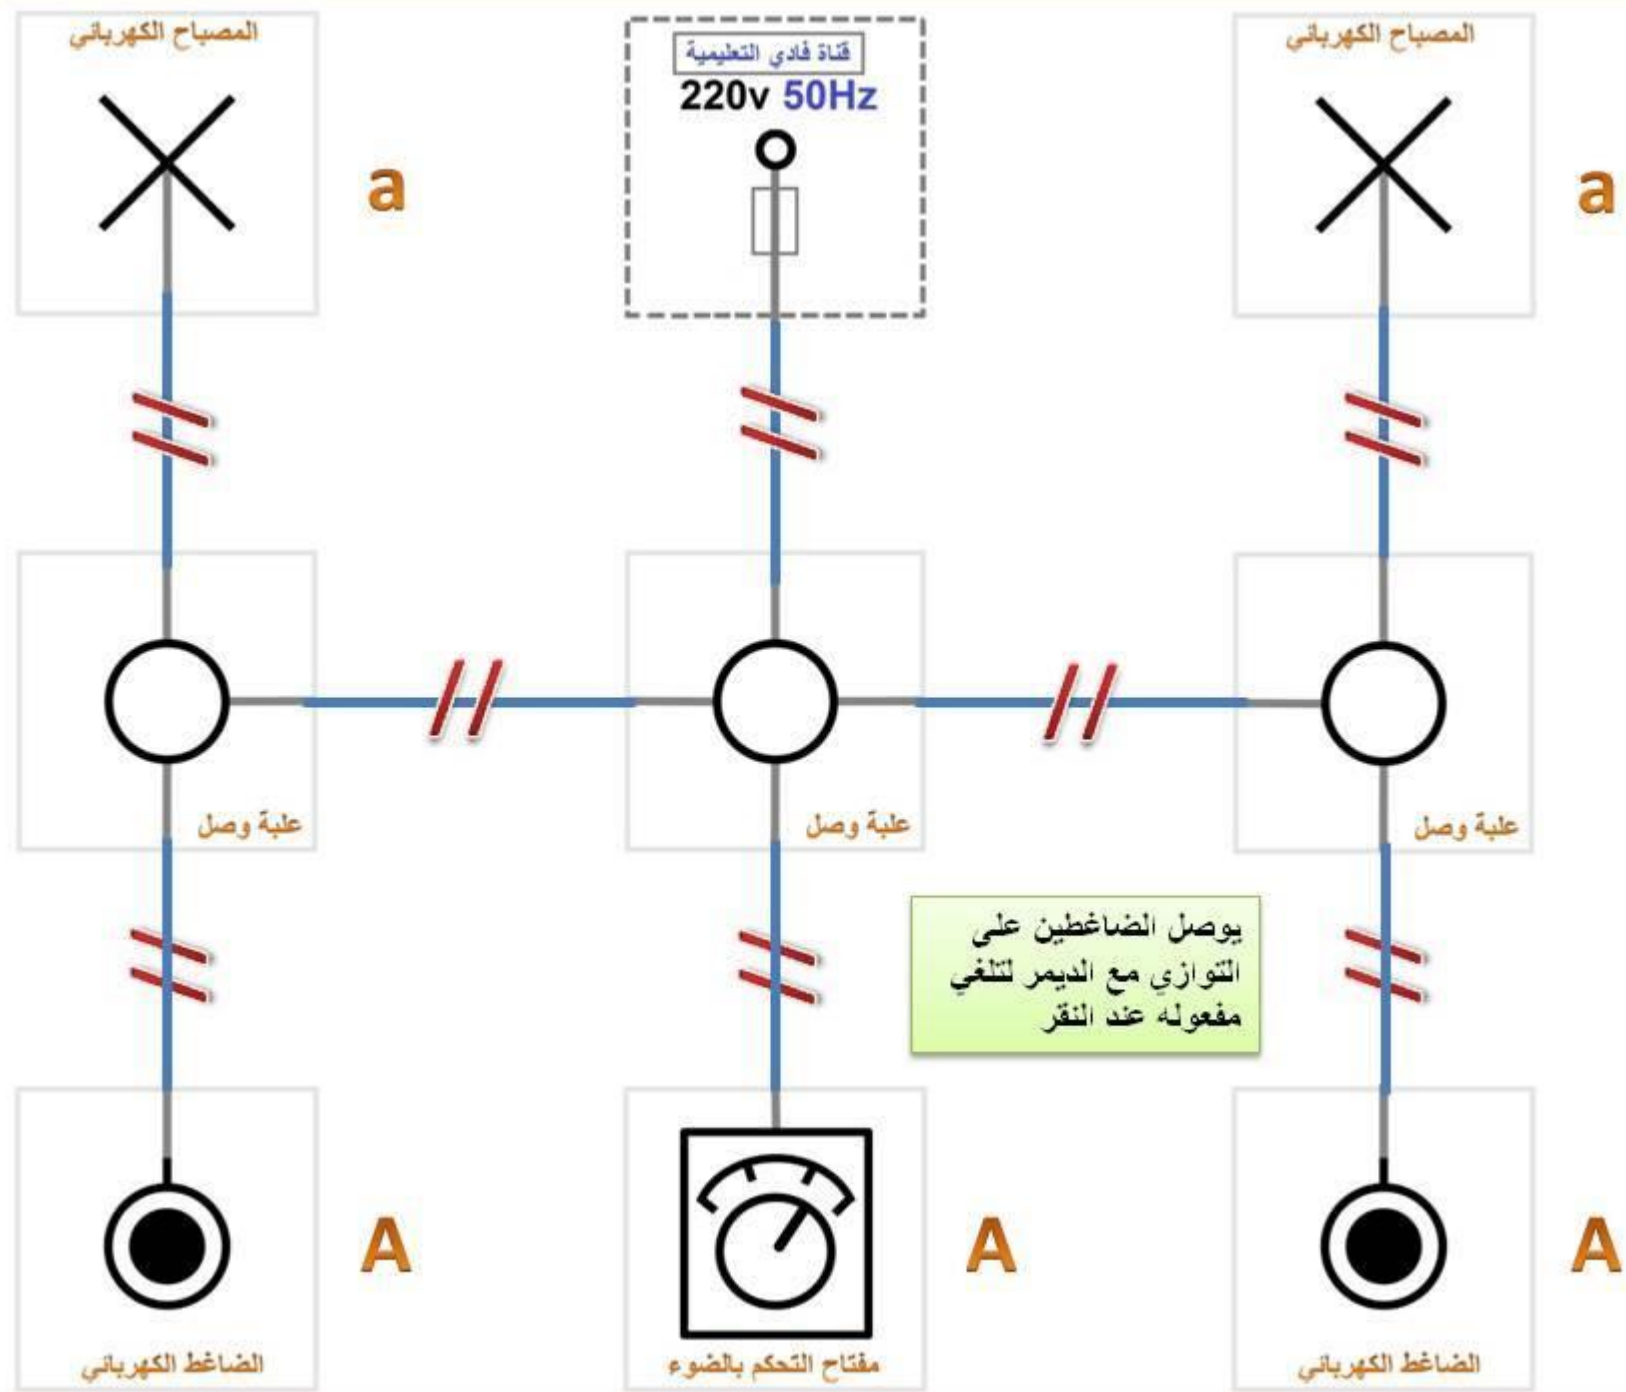 المصباح الكهربائي
قناة فادي التعليمية
220v 50Hz
المصباح الكهربائي
a
a
علبة وصل
علبة وصل
علبة وصل
يوصل الضاغطين على
التوازي مع الديمر لتلغي
مفعوله عند النقر
A
A
A
الضاغط الكهربائي
مفتاح التحكم بالضوء
الضاغط الكهربائي